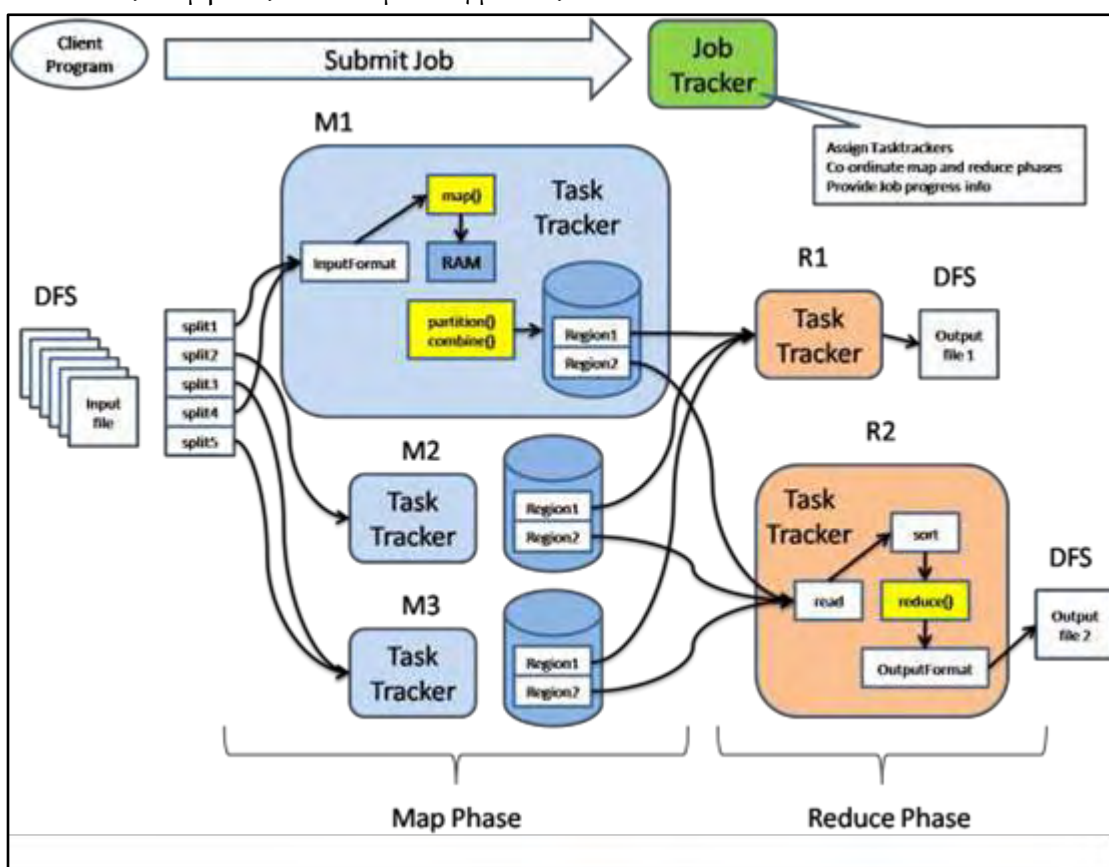 Client
Program
Submit Job
Job
Tracker
Assign Tasktrackers
Co-ordinate map and reduce phases
Provide Job progress info
M1
Task
Tracker
map()
InputFormat
RAM
partition()
combine()
Region1
Region2
DFS
Input
file
split1
split2
split3
split4
split5
M2
Task
Tracker
Region1
Region2
M3
Task
Tracker
Region1
Region2
R1
Task
Tracker
DFS
Output
file 1
R2
Task
Tracker
sort
read
reduce()
OutputFormat
DFS
Output
file 2
Map Phase
Reduce Phase